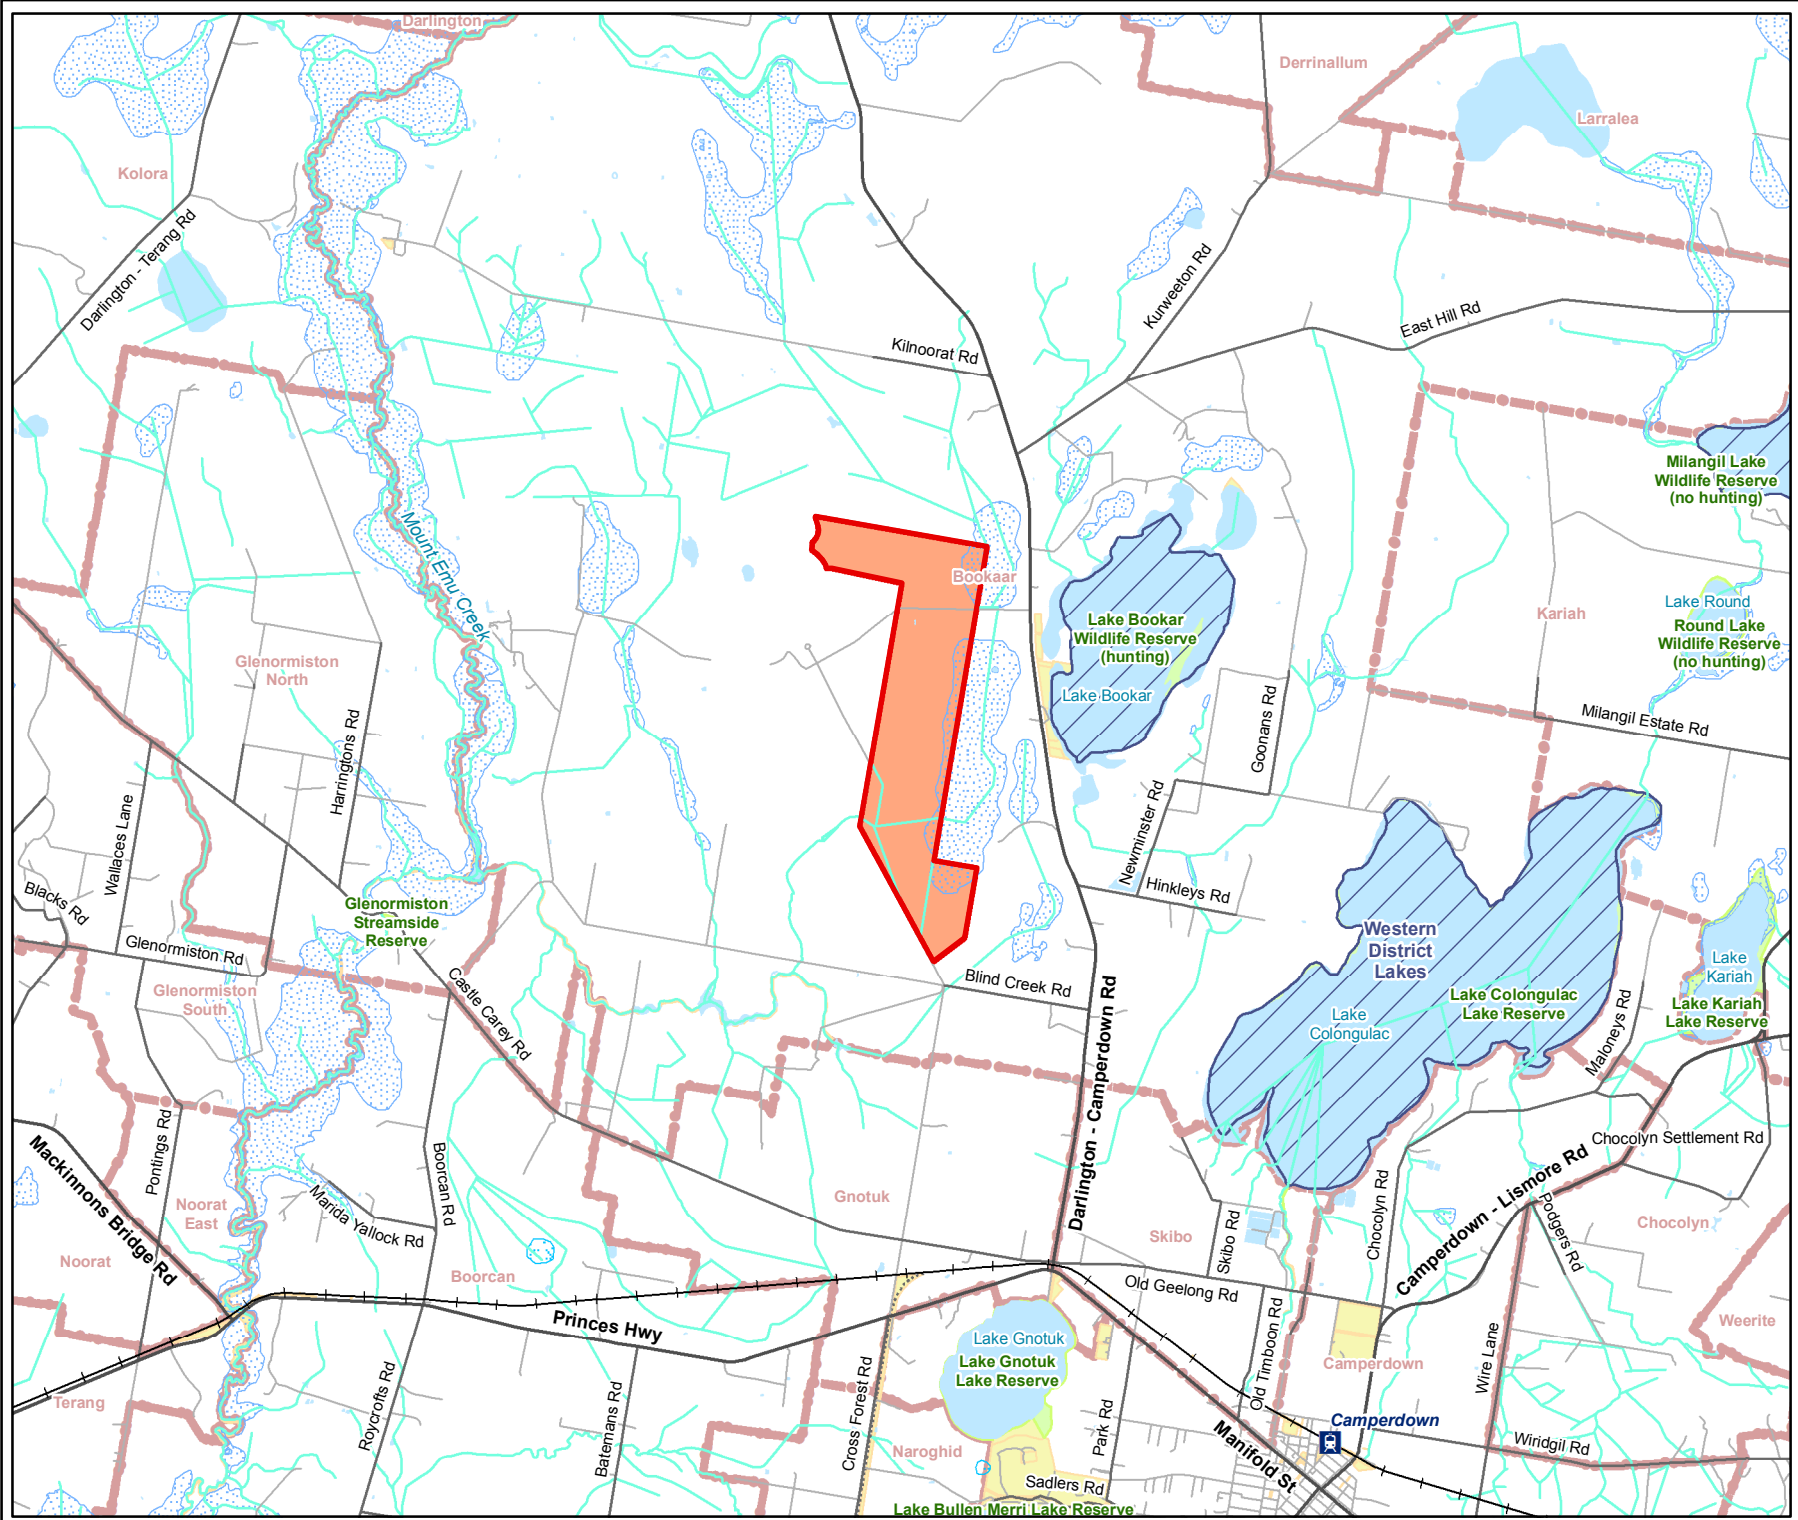 Darlington
Derrinallum
Larralea
Kolora
Darlington - Terang Rd
Kurweeton Rd
East Hill Rd
Kilnoorat Rd
Milangil Lake
Wildlife Reserve
(no hunting)
Mount Emu Creek
Bookaar
Lake Bookar
Wildlife Reserve
(hunting)
Lake Bookar
Kariah
Lake Round
Round Lake
Wildlife Reserve
(no hunting)
Glenormiston
North
Harringtons Rd
Goonans Rd
Milangil Estate Rd
Wallaces Lane
Newminster Rd
Hinkleys Rd
Blacks Rd
Glenormiston
Streamside
Reserve
Glenormiston Rd
Western
District
Lakes
Lake
Kariah
Lake Kariah
Lake Reserve
Glenormiston
South
Castle Carey Rd
Blind Creek Rd
Lake Colongulac
Lake Reserve
Lake
Colongulac
Maloneys Rd
Darlington - Camperdown Rd
Mackinnons Bridge Rd
Pontings Rd
Boorcan Rd
Chocolyn Settlement Rd
Noorat
East
Marida Yallock Rd
Gnotuk
Skibo
Skibo Rd
Chocolyn Rd
Camperdown - Lismore Rd
Podgers Rd
Chocolyn
Noorat
Boorcan
Old Geelong Rd
Princes Hwy
Lake Gnotuk
Lake Gnotuk
Lake Reserve
Old Timboon Rd
Camperdown
Wire Lane
Weerite
Terang
Roycrofts Rd
Batemans Rd
Cross Forest Rd
Park Rd
Naroghid
Manifold St
Camperdown
Wiridgil Rd
Sadlers Rd
Lake Bullen Merri Lake Reserve